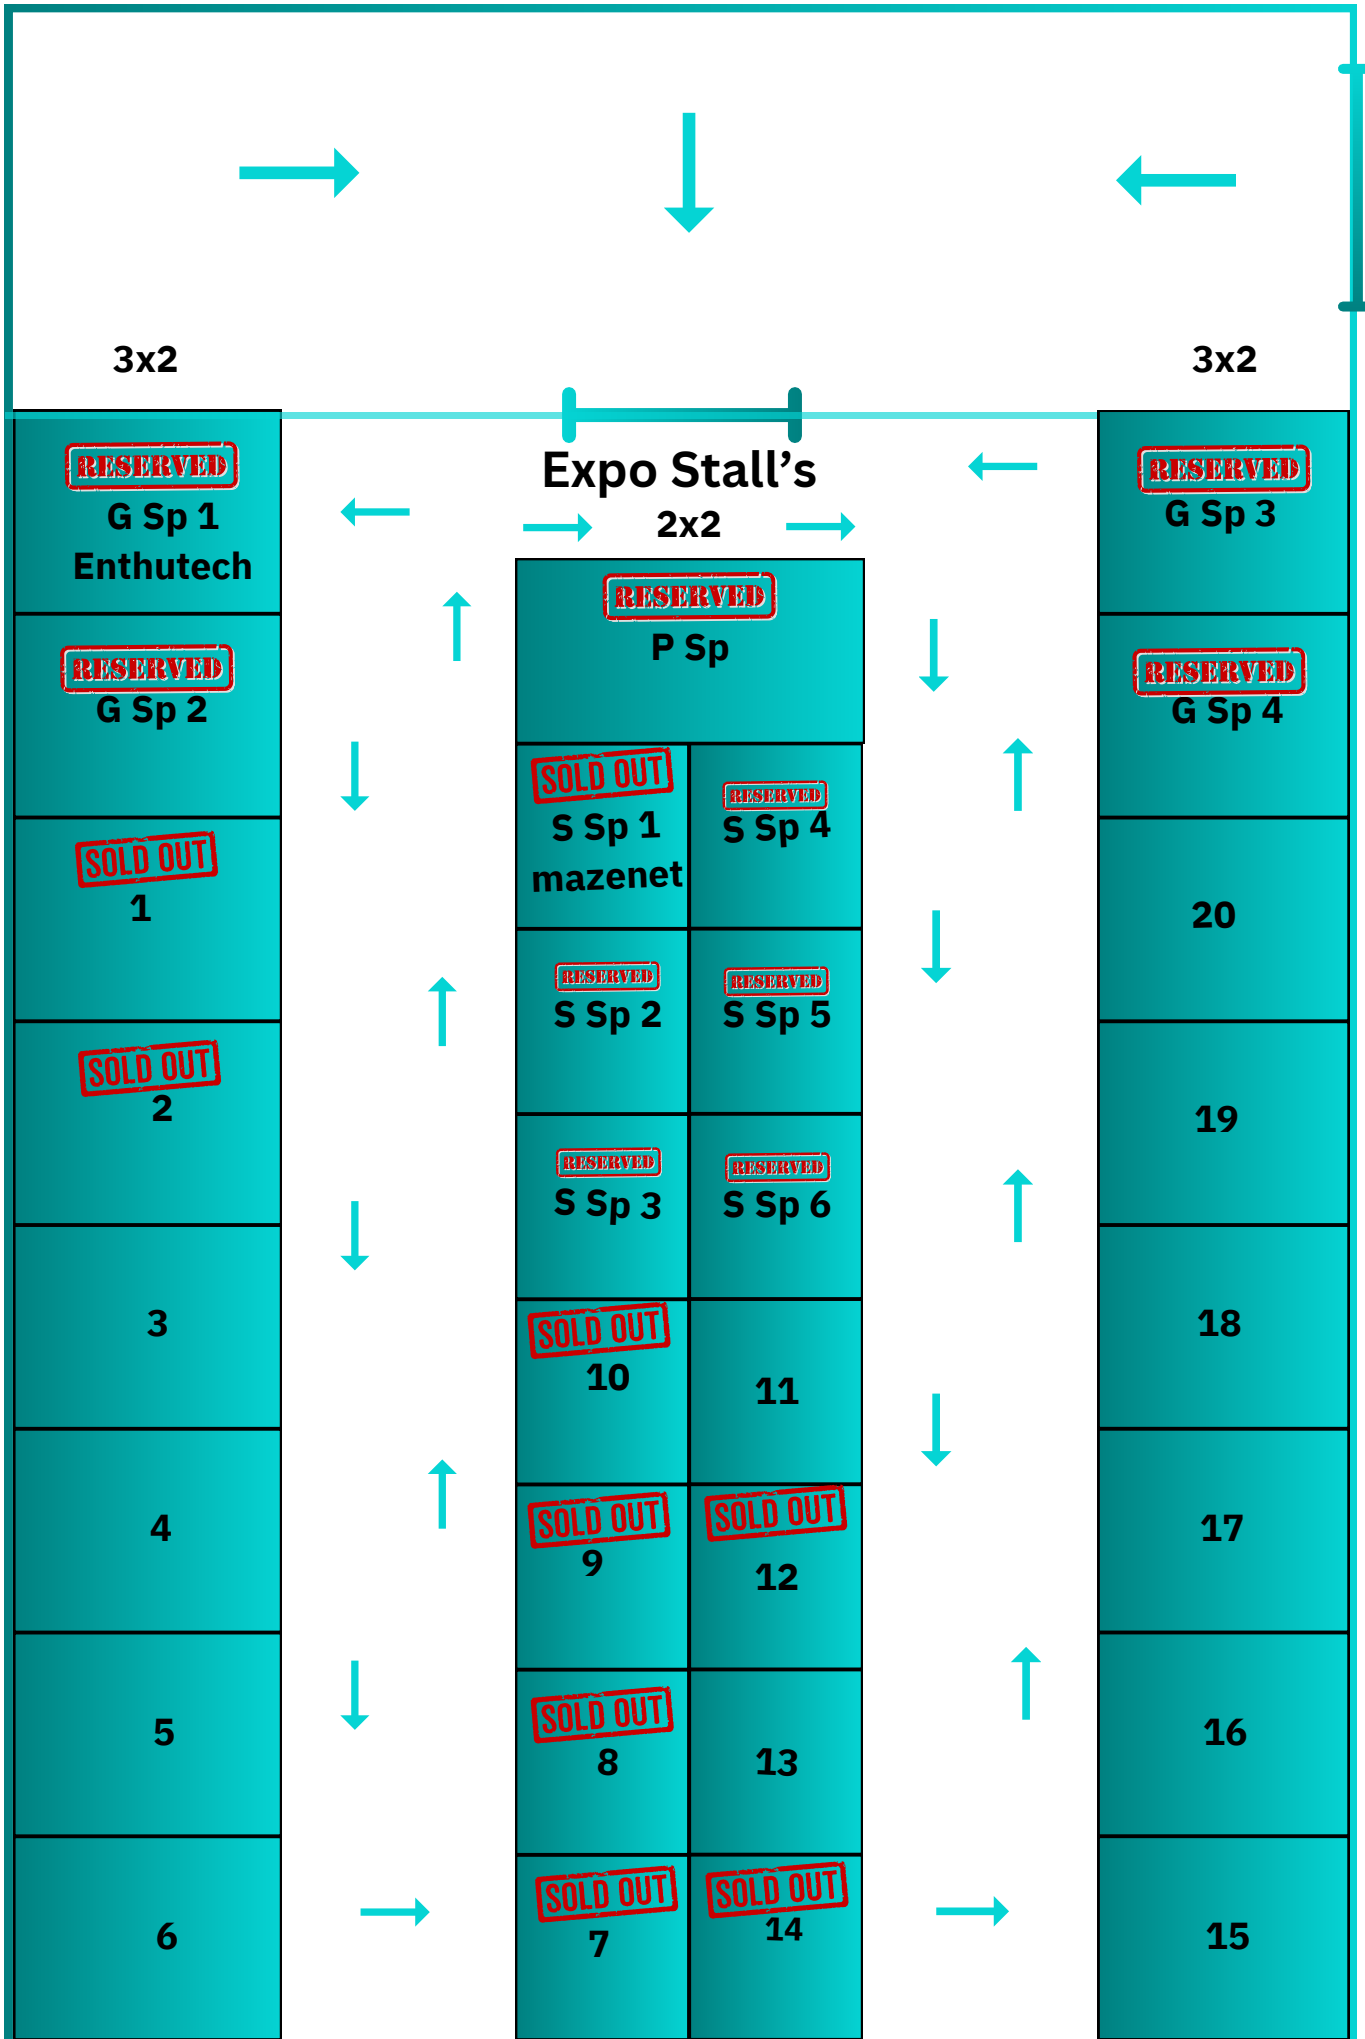 3x2
3x2
Expo Stall's
2x2
RESERVED
G Sp 1
Enthutech
RESERVED
G Sp 2
SOLD OUT
1
SOLD OUT
2
3
4
5
6
RESERVED
P Sp
SOLD OUT
S Sp 1
mazenet
RESERVED
S Sp 4
RESERVED
S Sp 2
RESERVED
S Sp 5
RESERVED
S Sp 3
RESERVED
S Sp 6
SOLD OUT
10
11
SOLD OUT
9
SOLD OUT
12
SOLD OUT
8
13
SOLD OUT
7
SOLD OUT
14
RESERVED
G Sp 3
RESERVED
G Sp 4
20
19
18
17
16
15